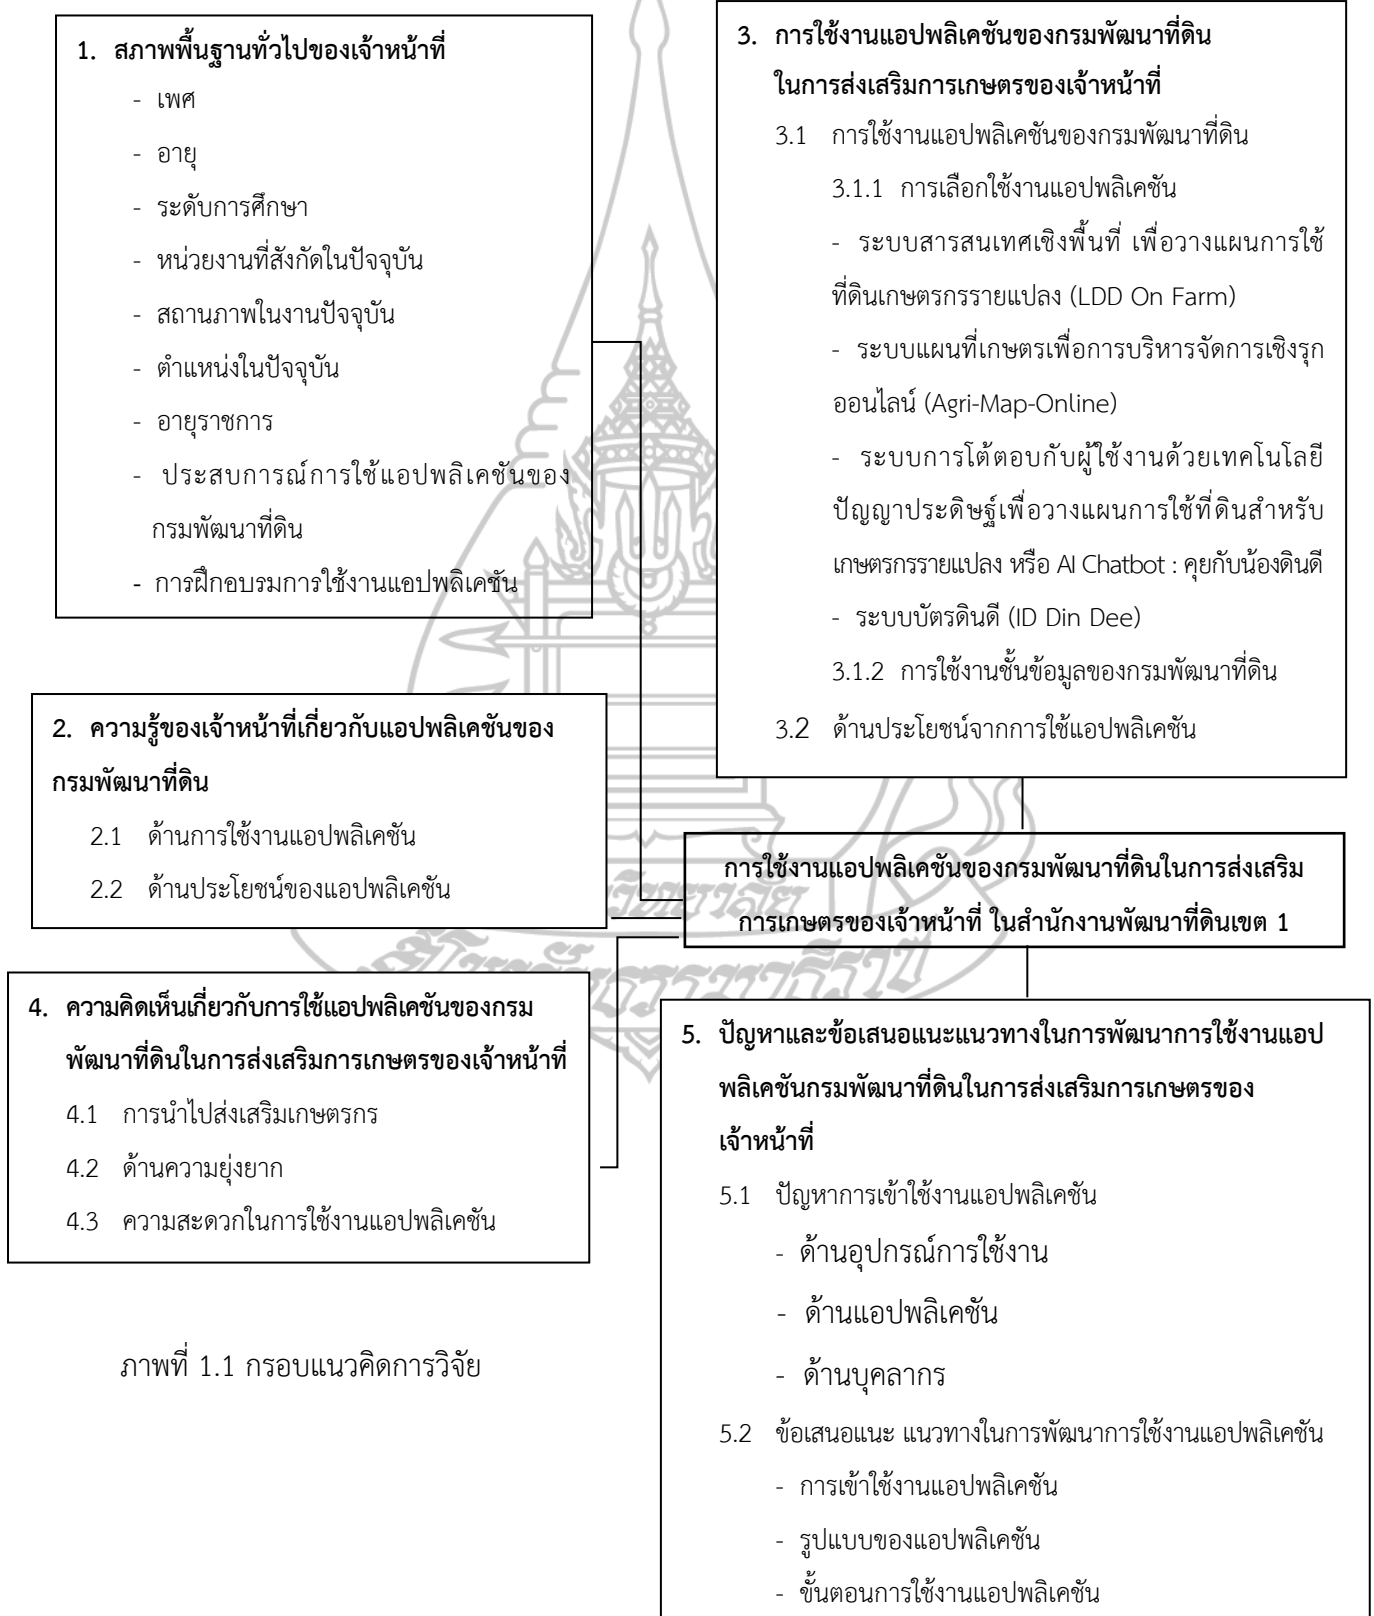 1. สภาพพื้นฐานทั่วไปของเจ้าหน้าที่
- เพศ
- อายุ
- ระดับการศึกษา
- หน่วยงานที่สังกัดในปัจจุบัน
- สถานภาพในงานปัจจุบัน
- ตำแหน่งในปัจจุบัน
- อายุราชการ
- ประสบการณ์การใช้แอปพลิเคชันของ
กรมพัฒนาที่ดิน
- การฝึกอบรมการใช้งานแอปพลิเคชัน
2. ความรู้ของเจ้าหน้าที่เกี่ยวกับแอปพลิเคชันของ
กรมพัฒนาที่ดิน
2.1 ด้านการใช้งานแอปพลิเคชัน
2.2 ด้านประโยชน์ของแอปพลิเคชัน
3. การใช้งานแอปพลิเคชันของกรมพัฒนาที่ดิน
ในการส่งเสริมการเกษตรของเจ้าหน้าที่
3.1 การใช้งานแอปพลิเคชันของกรมพัฒนาที่ดิน
3.1.1 การเลือกใช้งานแอปพลิเคชัน
- ระบบสารสนเทศเชิงพื้นที่ เพื่อวางแผนการใช้
ที่ดินเกษตรกรรายแปลง (LDD On Farm)
- ระบบแผนที่เกษตรเพื่อการบริหารจัดการเชิงรุก
ออนไลน์ (Agri-Map-Online)
- ระบบการโต้ตอบกับผู้ใช้งานด้วยเทคโนโลยี
ปัญญาประดิษฐ์เพื่อวางแผนการใช้ที่ดินสำหรับ
เกษตรกรรายแปลง หรือ AI Chatbot : คุยกับน้องดินดี
- ระบบบัตรดินดี (ID Din Dee)
3.1.2 การใช้งานชั้นข้อมูลของกรมพัฒนาที่ดิน
3.2 ด้านประโยชน์จากการใช้แอปพลิเคชัน
การใช้งานแอปพลิเคชันของกรมพัฒนาที่ดินในการส่งเสริม
การเกษตรของเจ้าหน้าที่ ในสำนักงานพัฒนาที่ดินเขต 1
4. ความคิดเห็นเกี่ยวกับการใช้แอปพลิเคชันของกรม
พัฒนาที่ดินในการส่งเสริมการเกษตรของเจ้าหน้าที่
4.1 การนำไปส่งเสริมเกษตรกร
4.2 ด้านความยุ่งยาก
4.3 ความสะดวกในการใช้งานแอปพลิเคชัน
5. ปัญหาและข้อเสนอแนะแนวทางในการพัฒนาการใช้งานแอป
พลิเคชันกรมพัฒนาที่ดินในการส่งเสริมการเกษตรของ
เจ้าหน้าที่
5.1 ปัญหาการเข้าใช้งานแอปพลิเคชัน
- ด้านอุปกรณ์การใช้งาน
- ด้านแอปพลิเคชัน
- ด้านบุคลากร
5.2 ข้อเสนอแนะ แนวทางในการพัฒนาการใช้งานแอปพลิเคชัน
- การเข้าใช้งานแอปพลิเคชัน
- รูปแบบของแอปพลิเคชัน
- ขั้นตอนการใช้งานแอปพลิเคชัน
ภาพที่ 1.1 กรอบแนวคิดการวิจัย